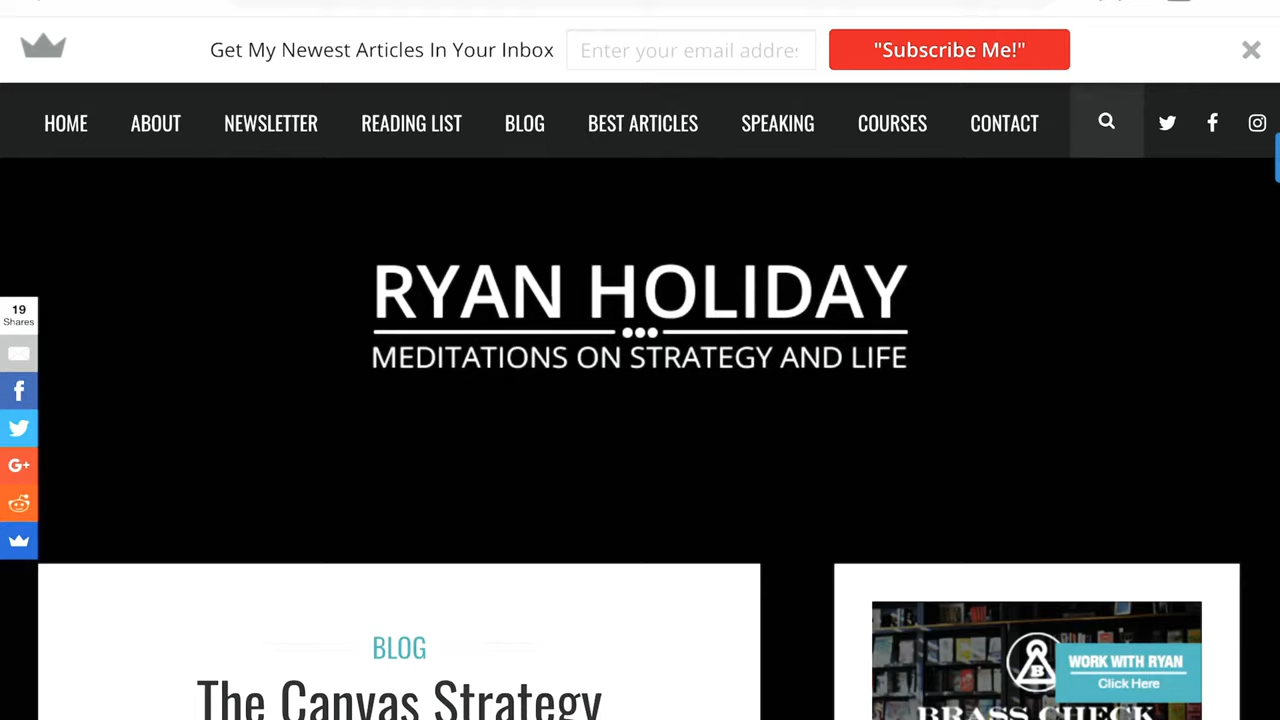 Get My Newest Articles In Your Inbox Enter your email addre "Subscribe Me!"
HOME ABOUT NEWSLETTER READING LIST BLOG BEST ARTICLES SPEAKING COURSES CONTACT
RYAN HOLIDAY
MEDITATIONS ON STRATEGY AND LIFE
19
Shares
G+
BLOG
The Canvas Strategy
B
WORK WITH RYAN
Click Here
BRASS CHECK